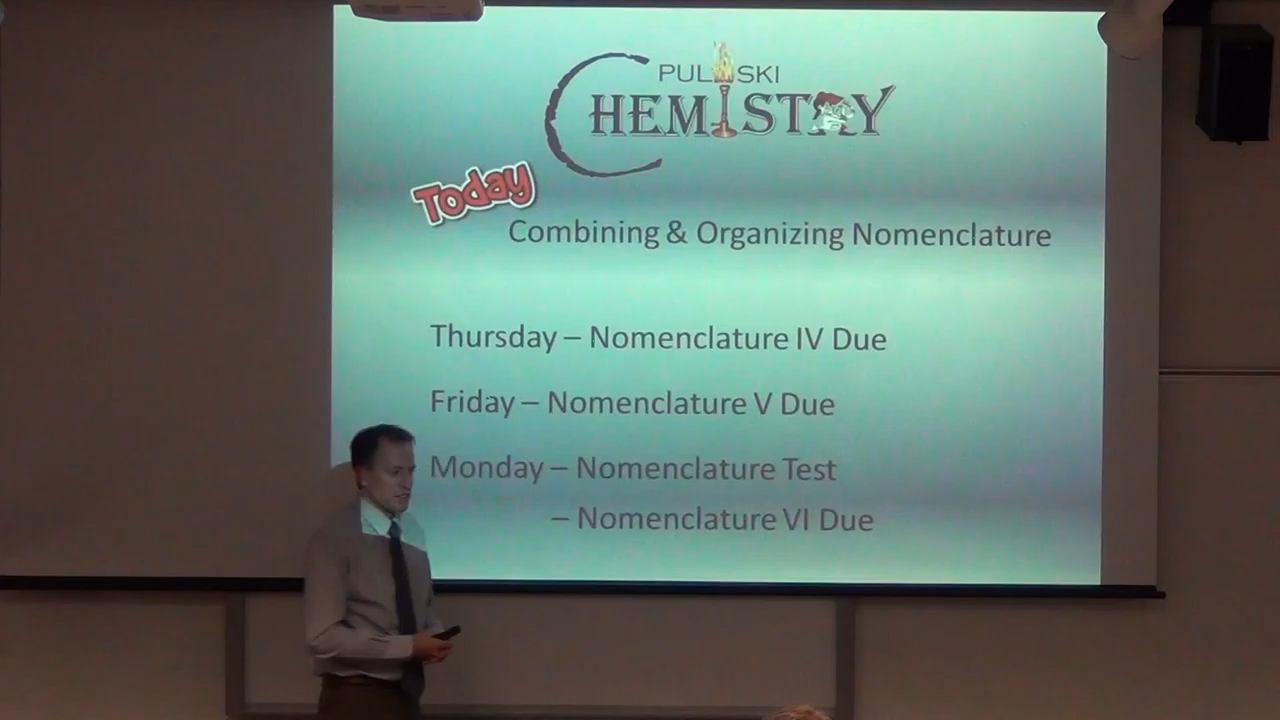 PULASKI
CHEMISTRY
Today
Combining & Organizing Nomenclature
Thursday – Nomenclature IV Due
Friday – Nomenclature V Due
Monday – Nomenclature Test
– Nomenclature VI Due